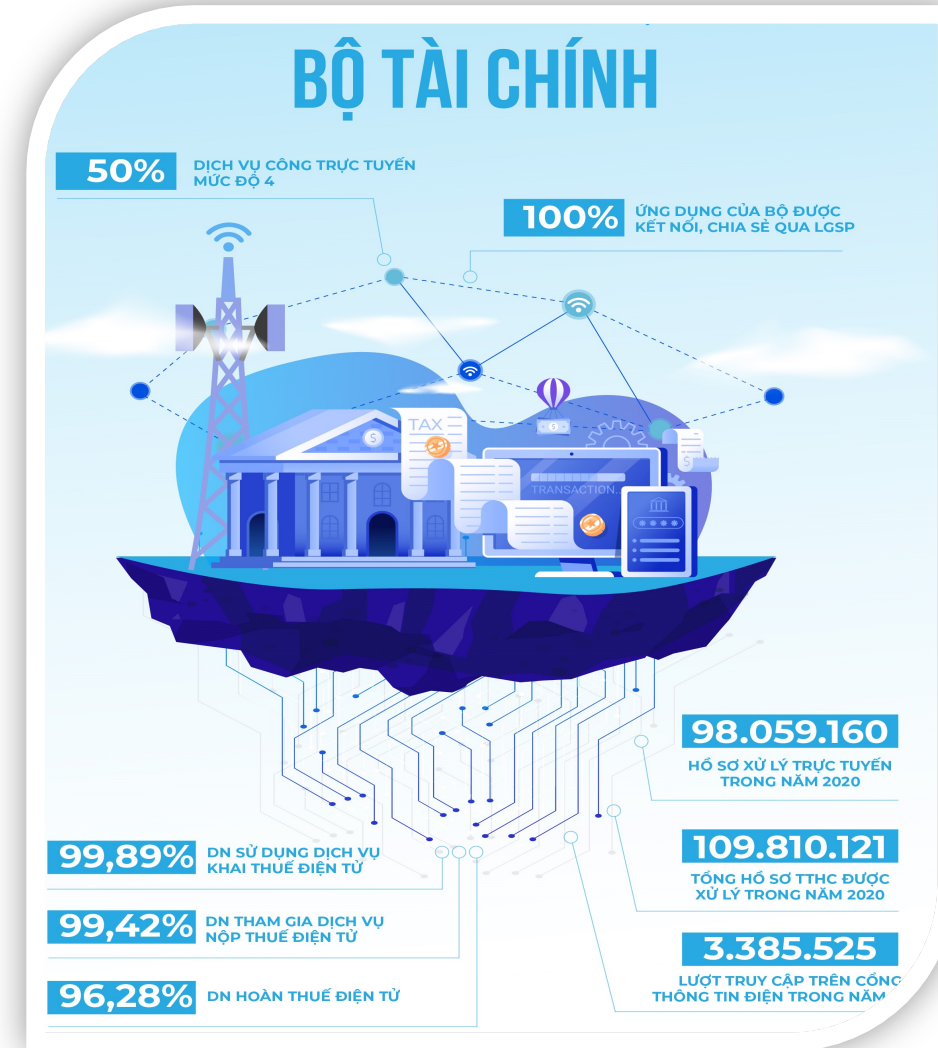 BỘ TÀI CHÍNH
50%
DỊCH VỤ CÔNG TRỰC TUYẾN
MỨC ĐỘ 4
100%
ỨNG DỤNG CỦA BỘ ĐƯỢC
KẾT NỐI, CHIA SẺ QUA LGSP
TAX
$
$
TRANSACTION...
$
****
98.059.160
HỒ SƠ XỬ LÝ TRỰC TUYẾN
TRONG NĂM 2020
99,89%
DN SỬ DỤNG DỊCH VỤ
KHAI THUẾ ĐIỆN TỬ
109.810.121
TỔNG HỒ SƠ TTHC ĐƯỢC
XỬ LÝ TRONG NĂM 2020
99,42%
DN THAM GIA DỊCH VỤ
NỘP THUẾ ĐIỆN TỬ
3.385.525
LƯỢT TRUY CẬP TRÊN CỔNG
THÔNG TIN ĐIỆN TRONG NĂM
96,28%
DN HOÀN THUẾ ĐIỆN TỬ